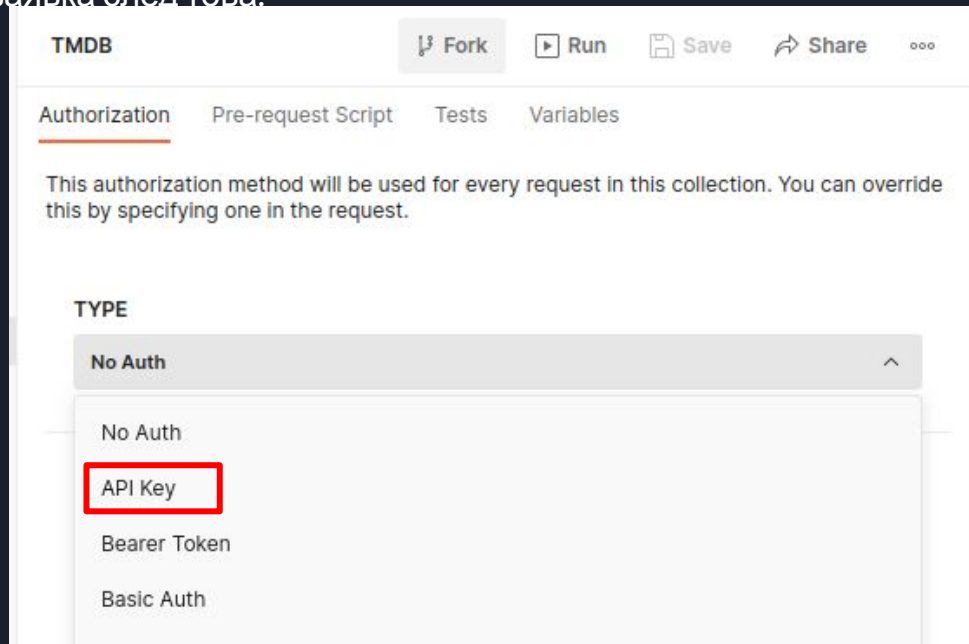 след това.
TMDB Fork Run Save Share
Authorization Pre-request Script Tests Variables
This authorization method will be used for every request in this collection. You can override
this by specifying one in the request.
TYPE
No Auth
No Auth
API Key
Bearer Token
Basic Auth